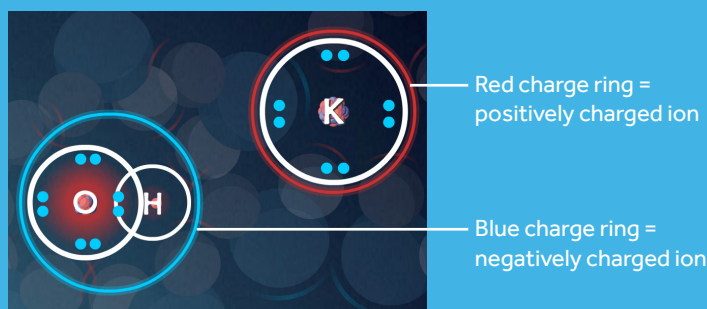 K
Red charge ring =
positively charged ion
O H
Blue charge ring =
negatively charged ion